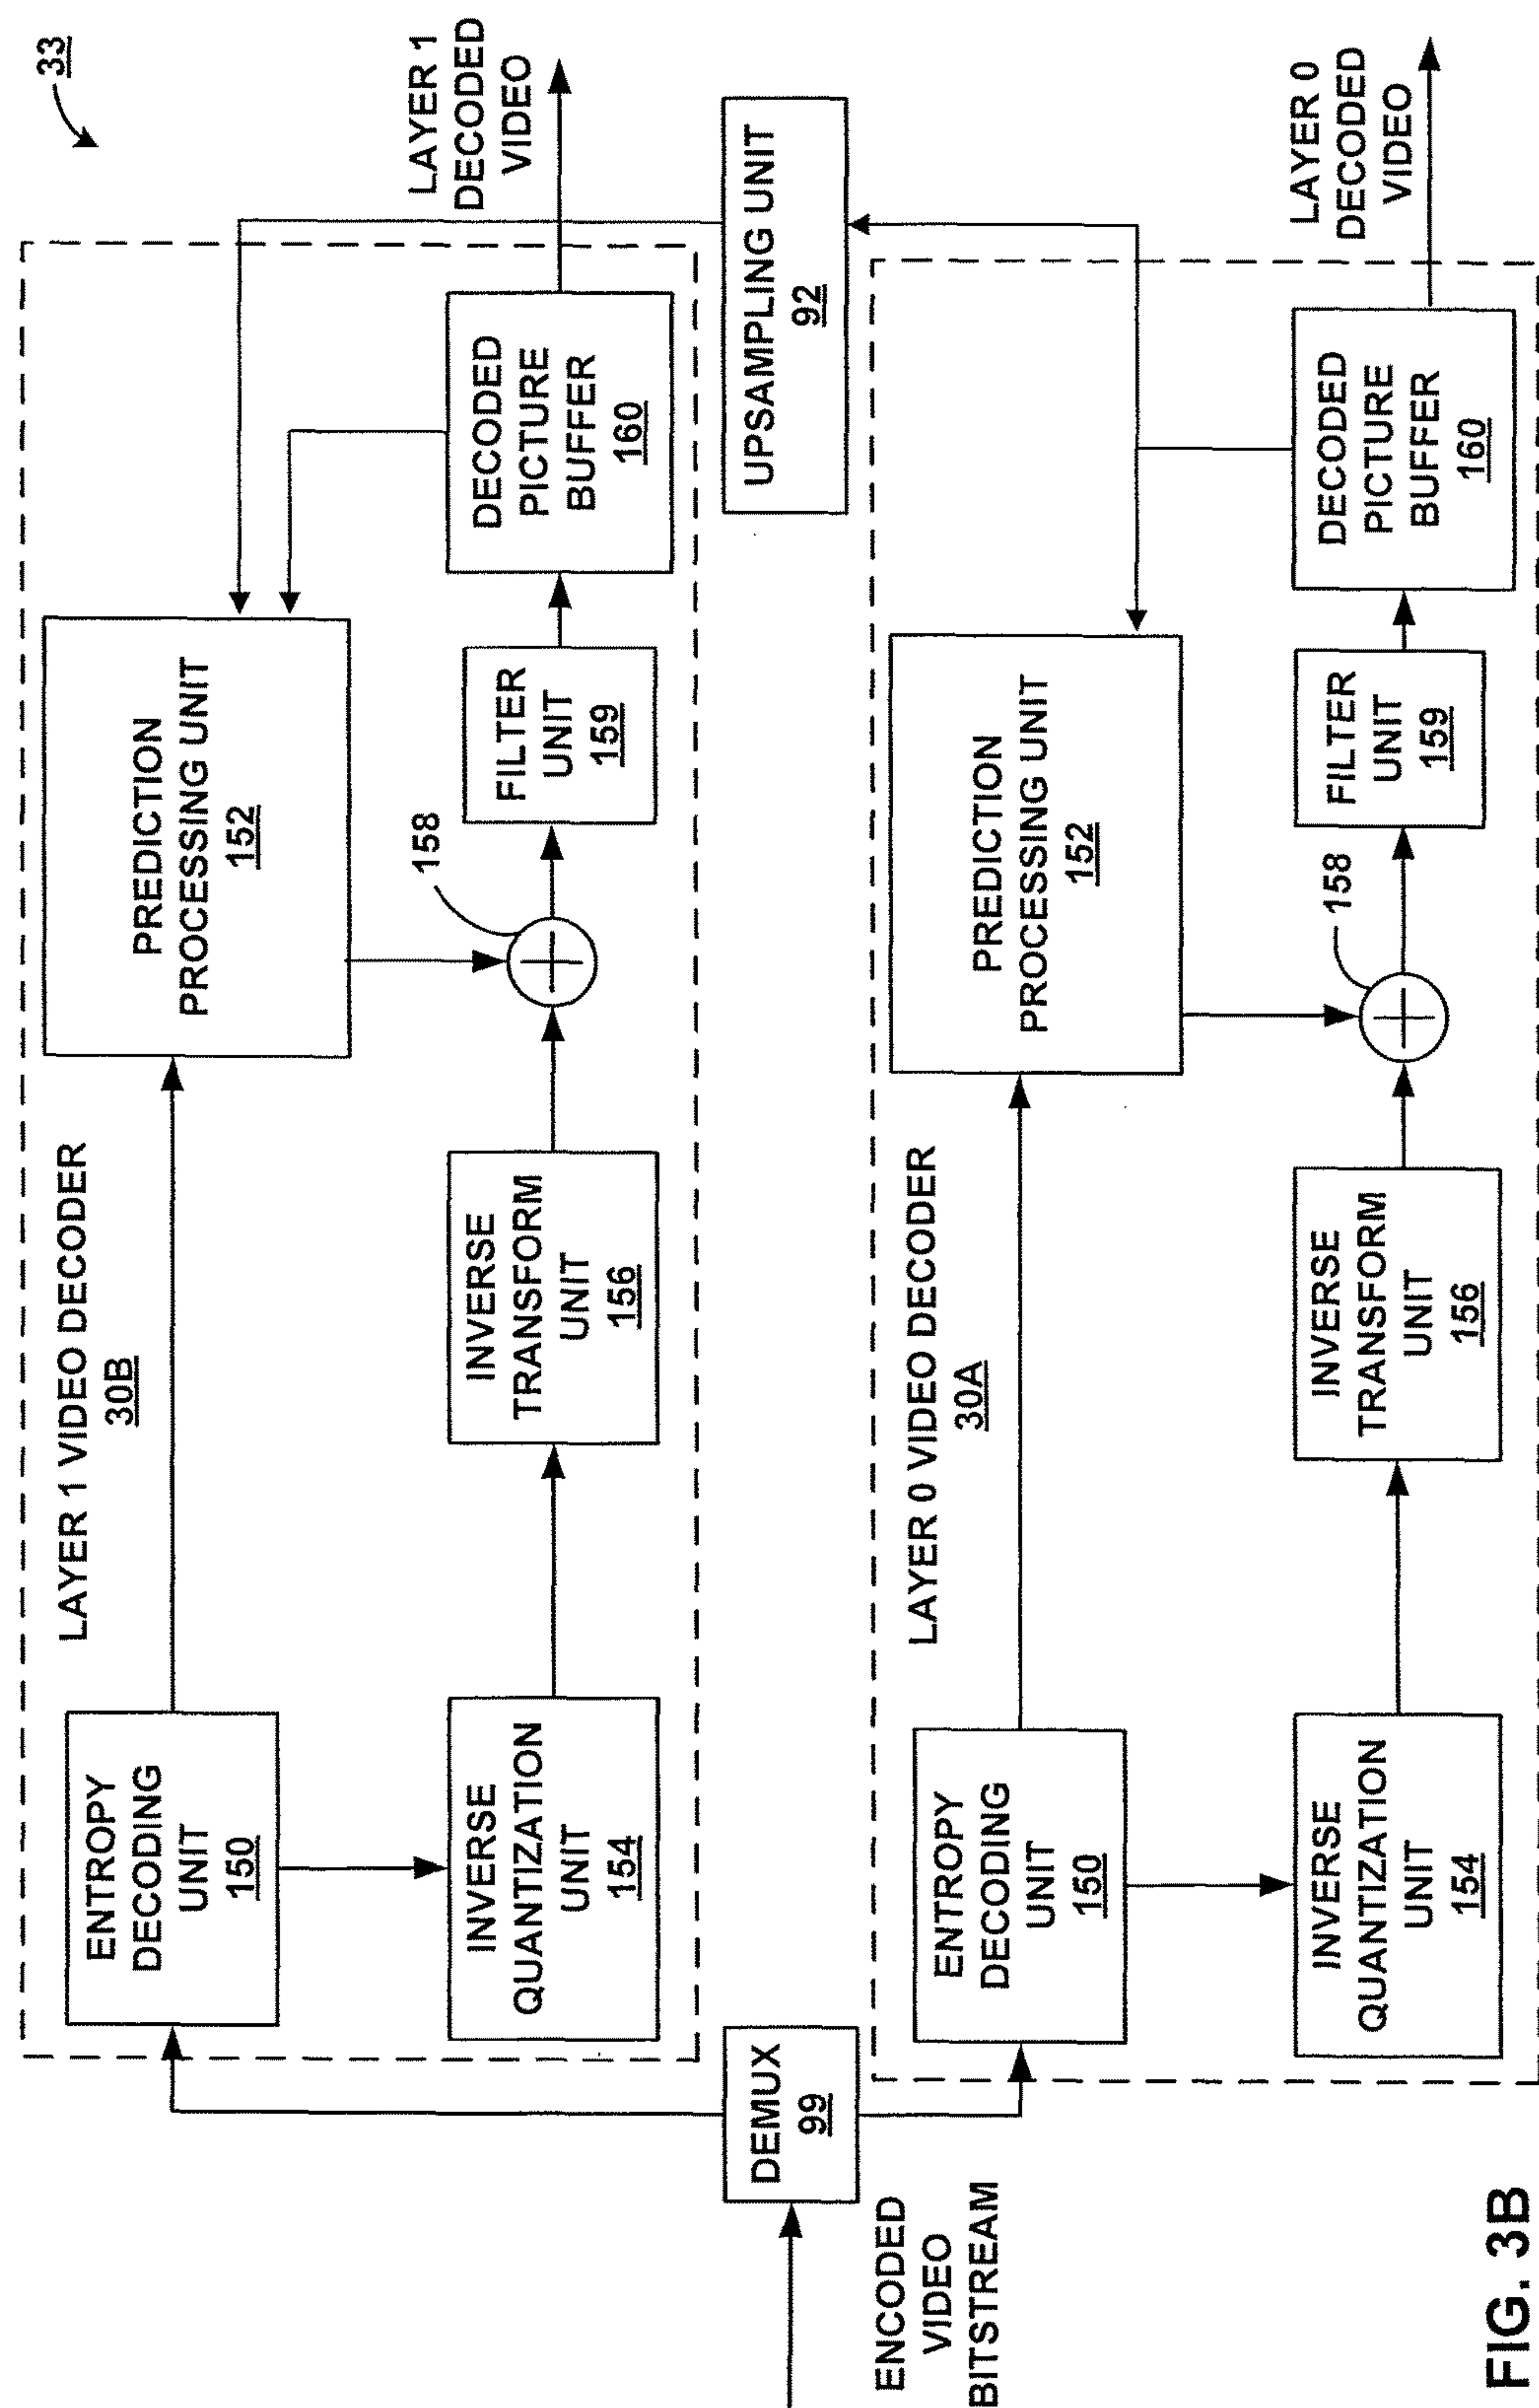 33
LAYER 1 VIDEO DECODER
30B
ENTROPY
DECODING
UNIT
150
PREDICTION
PROCESSING UNIT
152
INVERSE
QUANTIZATION
UNIT
154
INVERSE
TRANSFORM
UNIT
156
158
FILTER
UNIT
159
DECODED
PICTURE
BUFFER
160
LAYER 1
DECODED
VIDEO
DEMUX
99
ENCODED
VIDEO
BITSTREAM
UPSAMPLING UNIT
92
LAYER 0 VIDEO DECODER
30A
ENTROPY
DECODING
UNIT
150
PREDICTION
PROCESSING UNIT
152
INVERSE
QUANTIZATION
UNIT
154
INVERSE
TRANSFORM
UNIT
156
158
FILTER
UNIT
159
DECODED
PICTURE
BUFFER
160
LAYER 0
DECODED
VIDEO
FIG. 3B